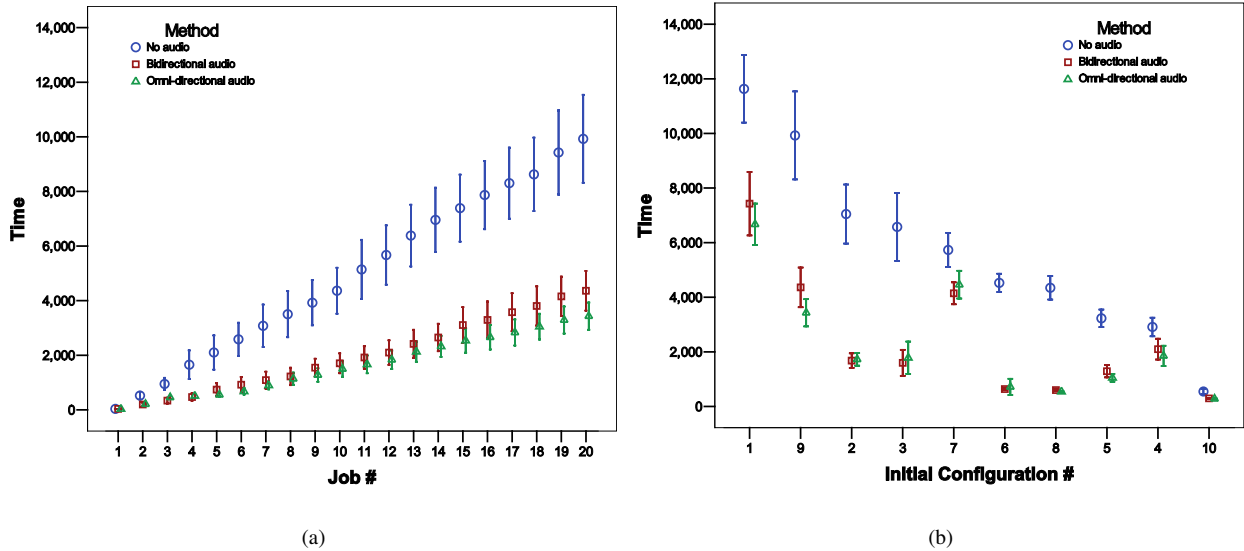 14,000
12,000
10,000
8,000
6,000
4,000
2,000
0
Time
Method
No audio
Bidirectional audio
Omni-directional audio
1 2 3 4 5 6 7 8 9 10 11 12 13 14 15 16 17 18 19 20
Job #
(a)
14,000
12,000
10,000
8,000
6,000
4,000
2,000
0
Time
Method
No audio
Bidirectional audio
Omni-directional audio
1 9 2 3 7 6 8 5 4 10
Initial Configuration #
(b)